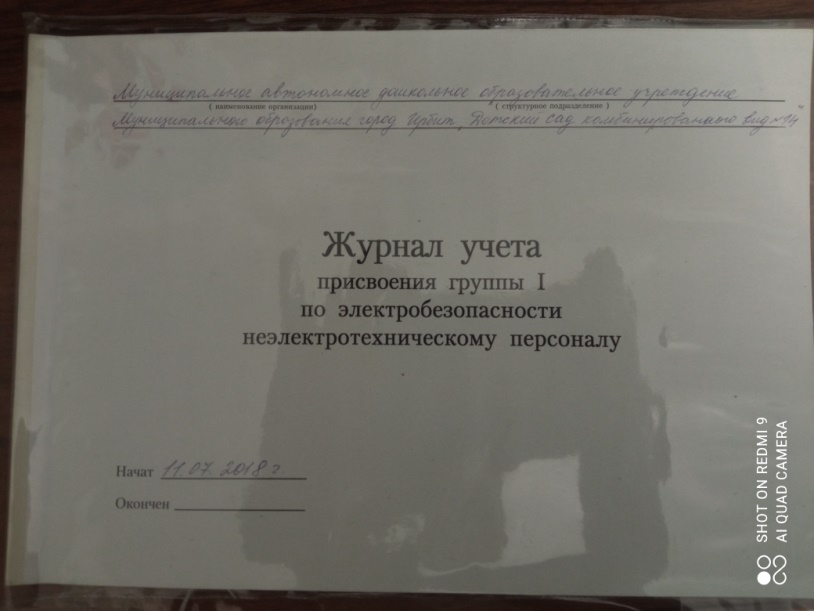 Муниципальное автономное дошкольное образовательное учреждение
( наименование организации) ( структурное подразделение )
Муниципального образования город Ирбит „Детский сад комбинированного вида №14"
Журнал учета
присвоения группы I
по электробезопасности
неэлектротехническому персоналу
Начат 11.07.2018 г.
Окончен
SHOT ON REDMI 9
AI QUAD CAMERA